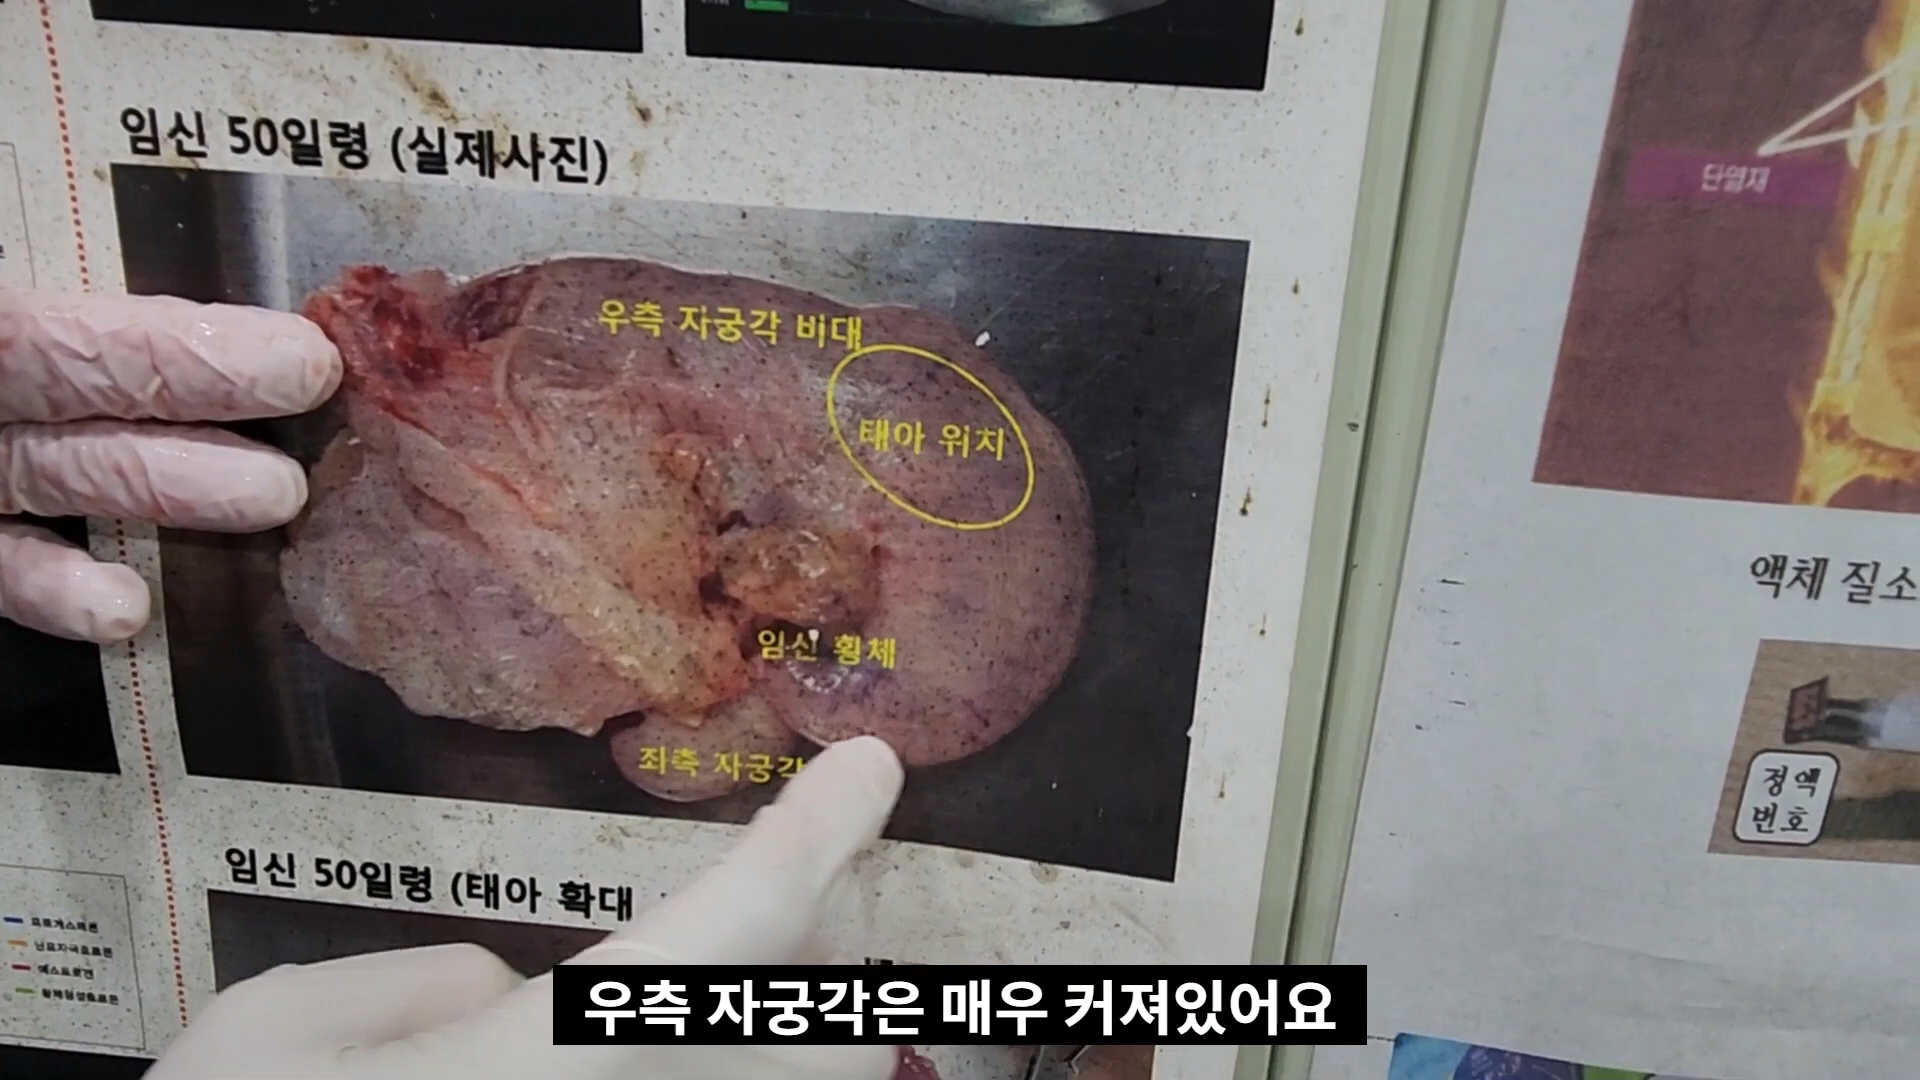 임신 50일령 (실제사진)
우측 자궁각 비대
태아 위치
임신 황체
좌측 자궁각
임신 50일령 (태아 확대
단열재
액체 질소
정액
번호
우측 자궁각은 매우 커져있어요